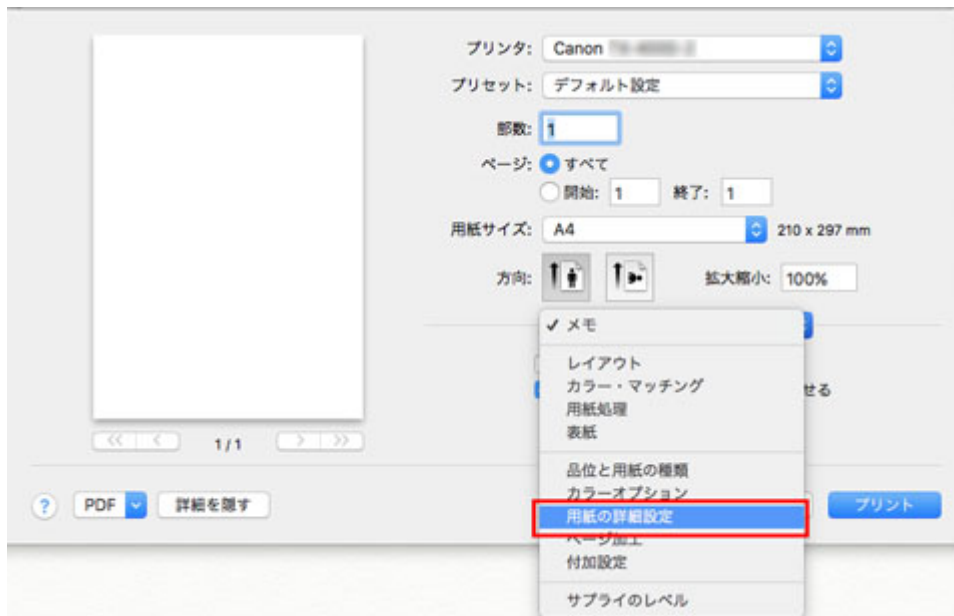 プリンタ: Canon
プリセット: デフォルト設定
部数: 1
ページ: すべて
開始: 1 終了: 1
用紙サイズ: A4 210 x 297 mm
方向: 拡大縮小: 100%
✓ メモ
レイアウト
カラー・マッチング
せる
用紙処理
表紙
<< < 1 / 1 > >>
品位と用紙の種類
カラーオプション
? PDF 詳細を隠す プリント
用紙の詳細設定
ページ加工
付加設定
サプライのレベル